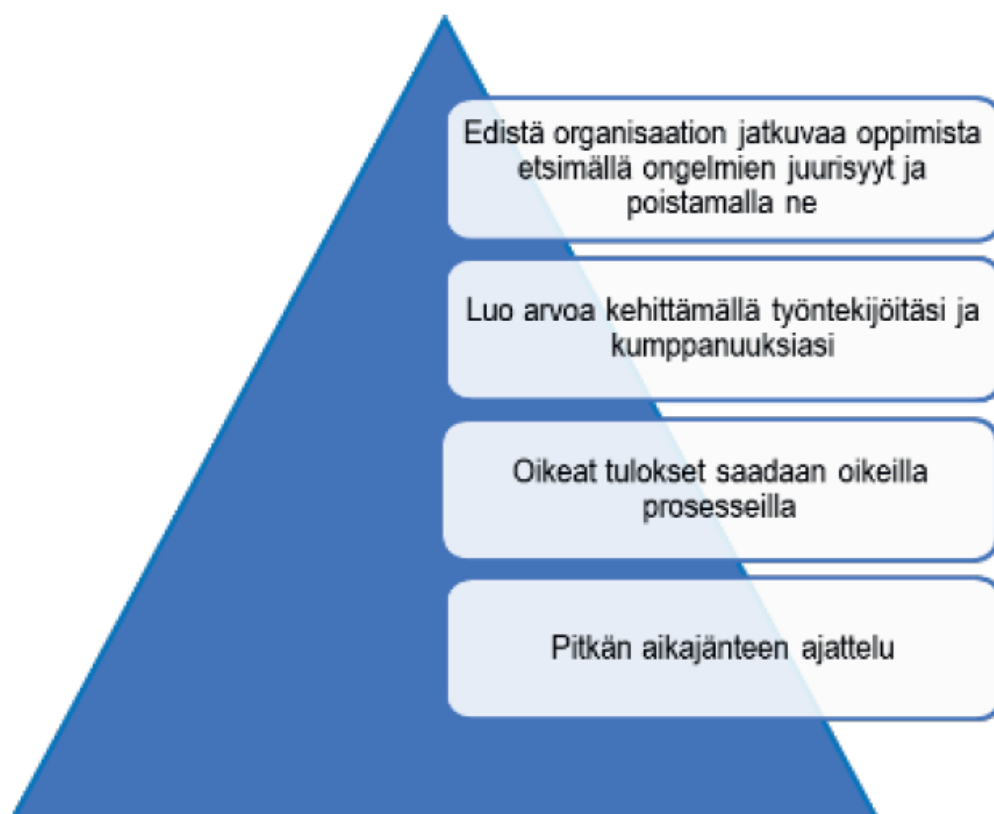 Edistä organisaation jatkuvaa oppimista
etsimällä ongelmien juurisyyt ja
poistamalla ne
Luo arvoa kehittämällä työntekijöitäsi ja
kumppanuuksiasi
Oikeat tulokset saadaan oikeilla
prosesseilla
Pitkän aikajänteen ajattelu